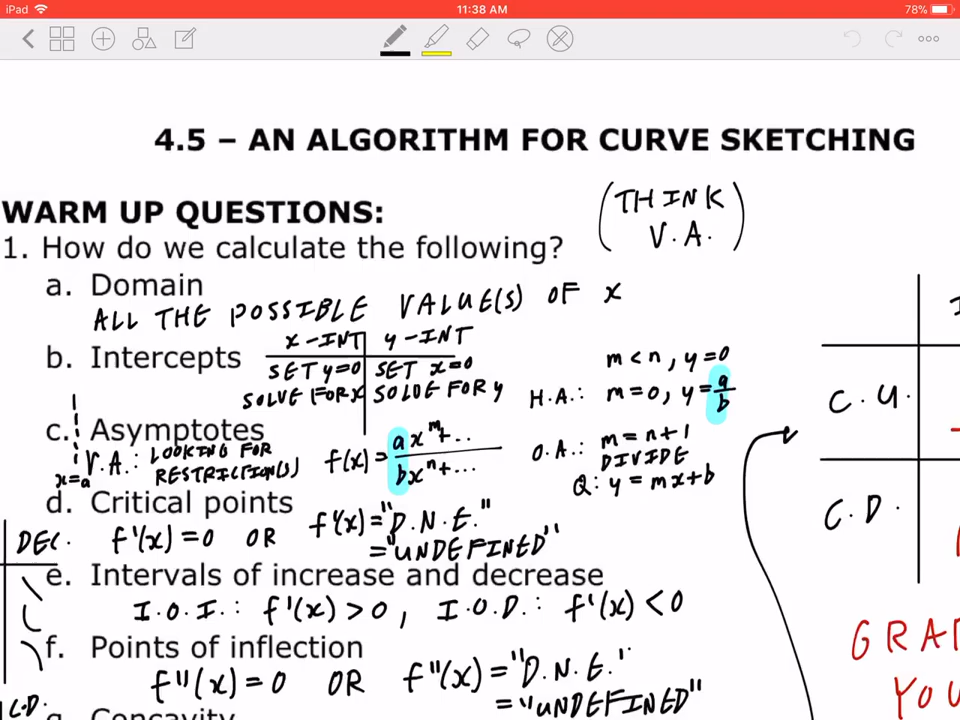 iPad 11:38 AM 78%
4.5 – AN ALGORITHM FOR CURVE SKETCHING
WARM UP QUESTIONS:
(THINK
V.A.)
1. How do we calculate the following?
a. Domain
ALL THE POSSIBLE VALUE(S) OF x
b. Intercepts
x-INT y-INT
SET y=0 SET x=0
SOLVE FOR x SOLVE FOR y
H.A.: m<n, y=0
m=0, y=a/b
c. Asymptotes
x=a
V.A.: LOOKING FOR
RESTRICTION(S)
f(x) = ax^m+.. / bx^n+...
O.A.: m=n+1
DIVIDE
Q: y=mx+b
d. Critical points
f'(x)=0 OR f'(x)="D.N.E."
="UNDEFINED"
DEC.
e. Intervals of increase and decrease
I.O.I.: f'(x)>0, I.O.D.: f'(x)<0
f. Points of inflection
f''(x)=0 OR f''(x)="D.N.E."
="UNDEFINED"
C.D.
g. Concavity
C.U.
C.D.
YOU